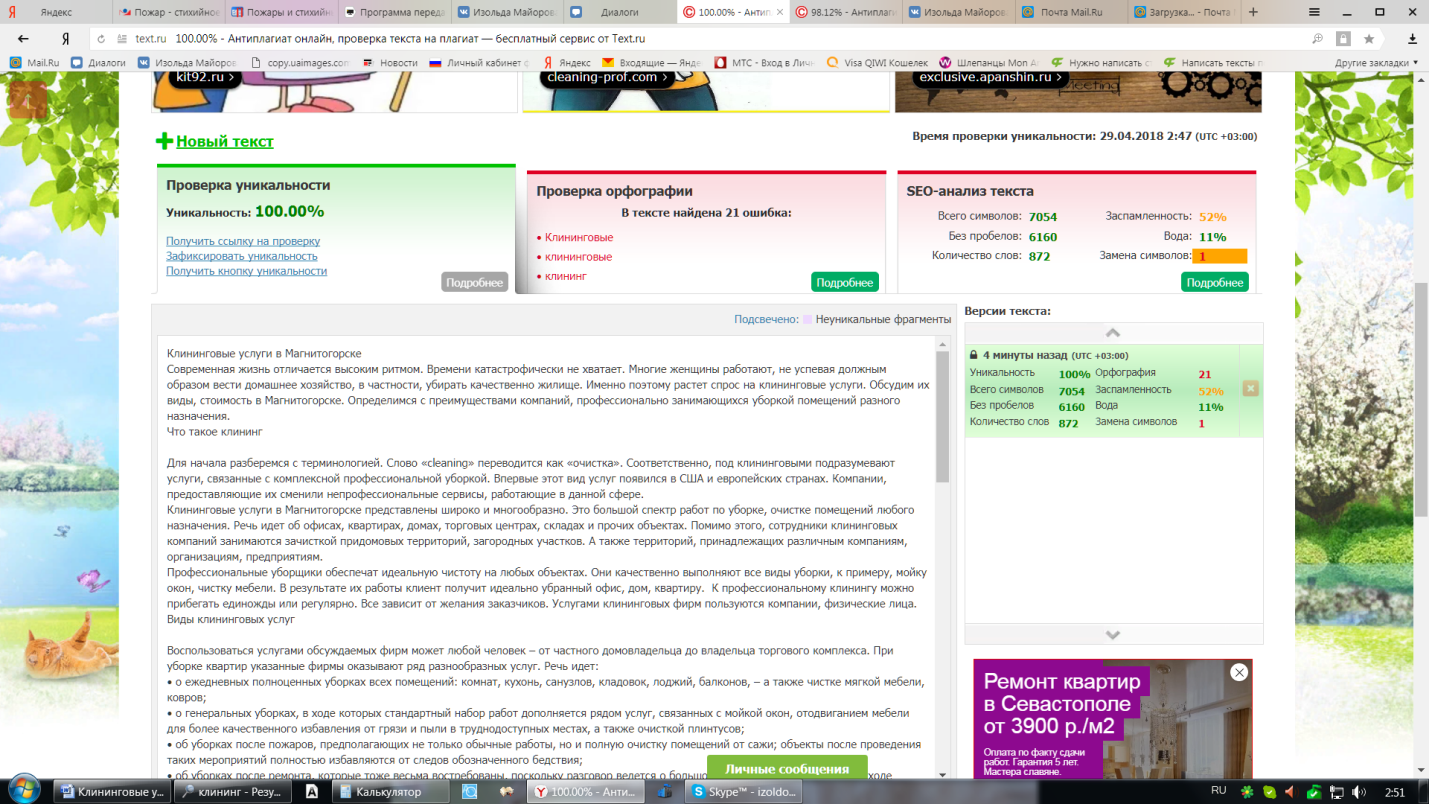 Яндекс
Пожар - стихийное
Пожары и стихийн
Программа перед
Изольда Майоров
Диалоги
100.00% - Антип
98.12% - Антиплаги
Изольда Майоров
Почта Mail.Ru
Загрузка... - Почта
text.ru 100.00% - Антиплагиат онлайн, проверка текста на плагиат — бесплатный сервис от Text.ru
Mail.Ru
Диалоги
Изольда Майоров
copy.uaimages.com
Новости
Личный кабинет ф
Яндекс
Входящие — Янде
МТС - Вход в Личн
Visa QIWI Кошелек
Шлепанцы Mon A
Нужно написать с
Написать тексты п
Другие закладки
kit92.ru >
cleaning-prof.com >
exclusive.apanshin.ru >
Meeting
Новый текст
Время проверки уникальности: 29.04.2018 2:47 (UTC +03:00)
Проверка уникальности
Уникальность: 100.00%
Получить ссылку на проверку
Зафиксировать уникальность
Получить кнопку уникальности
Подробнее
Проверка орфографии
В тексте найдена 21 ошибка:
• Клининговые
• клининговые
• клининг
Подробнее
SEO-анализ текста
Всего символов: 7054 Заспамленность: 52%
Без пробелов: 6160 Вода: 11%
Количество слов: 872 Замена символов: 1
Подробнее
Подсвечено: Неуникальные фрагменты
Клининговые услуги в Магнитогорске
Современная жизнь отличается высоким ритмом. Времени катастрофически не хватает. Многие женщины работают, не успевая должным
образом вести домашнее хозяйство, в частности, убирать качественно жилище. Именно поэтому растет спрос на клининговые услуги. Обсудим их
виды, стоимость в Магнитогорске. Определимся с преимуществами компаний, профессионально занимающихся уборкой помещений разного
назначения.
Что такое клининг
Для начала разберемся с терминологией. Слово «cleaning» переводится как «очистка». Соответственно, под клининговыми подразумевают
услуги, связанные с комплексной профессиональной уборкой. Впервые этот вид услуг появился в США и европейских странах. Компании,
предоставляющие их сменили непрофессиональные сервисы, работающие в данной сфере.
Клининговые услуги в Магнитогорске представлены широко и многообразно. Это большой спектр работ по уборке, очистке помещений любого
назначения. Речь идет об офисах, квартирах, домах, торговых центрах, складах и прочих объектах. Помимо этого, сотрудники клининговых
компаний занимаются зачисткой придомовых территорий, загородных участков. А также территорий, принадлежащих различным компаниям,
организациям, предприятиям.
Профессиональные уборщики обеспечат идеальную чистоту на любых объектах. Они качественно выполняют все виды уборки, к примеру, мойку
окон, чистку мебели. В результате их работы клиент получит идеально убранный офис, дом, квартиру. К профессиональному клинингу можно
прибегать единожды или регулярно. Все зависит от желания заказчиков. Услугами клининговых фирм пользуются компании, физические лица.
Виды клининговых услуг
Воспользоваться услугами обсуждаемых фирм может любой человек – от частного домовладельца до владельца торгового комплекса. При
уборке квартир указанные фирмы оказывают ряд разнообразных услуг. Речь идет:
• о ежедневных полноценных уборках всех помещений: комнат, кухонь, санузлов, кладовок, лоджий, балконов, – а также чистке мягкой мебели,
ковров;
• о генеральных уборках, в ходе которых стандартный набор работ дополняется рядом услуг, связанных с мойкой окон, отодвиганием мебели
для более качественного избавления от грязи и пыли в труднодоступных местах, а также очисткой плинтусов;
• об уборках после пожаров, предполагающих не только обычные работы, но и полную очистку помещений от сажи; объекты после проведения
таких мероприятий полностью избавляются от следов обозначенного бедствия;
• об уборках после ремонта, которые тоже весьма востребованы, поскольку разговор ведется о большо ходе
Личные сообщения
Версии текста:
4 минуты назад (UTC +03:00)
Уникальность 100% Орфография 21
Всего символов 7054 Заспамленность 52%
Без пробелов 6160 Вода 11%
Количество слов 872 Замена символов 1
Ремонт квартир
в Севастополе
от 3900 р./м2
Оплата по факту сдачи
работ. Гарантия 5 лет.
Мастера славяне.
Клининговые у...
клининг - Резу...
Калькулятор
100.00% - Анти...
Skype™ - izoldo...
RU
2:51